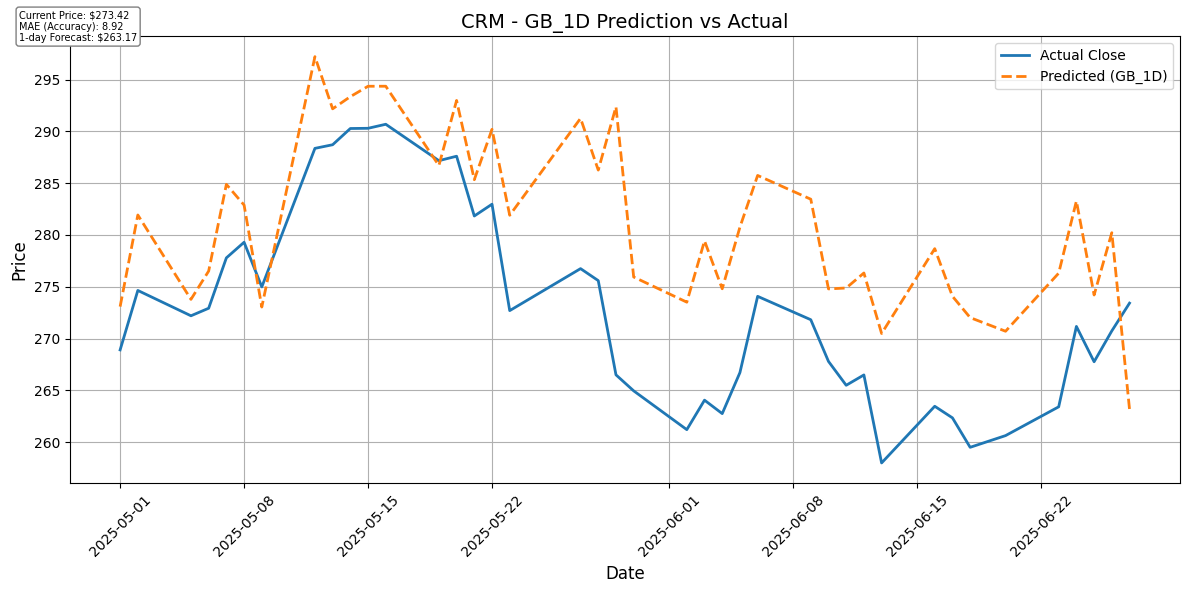 CRM - GB_1D Prediction vs Actual
Current Price: $273.42
MAE (Accuracy): 8.92
1-day Forecast: $263.17
Actual Close
Predicted (GB_1D)
Price
295
290
285
280
275
270
265
260
2025-05-01
2025-05-08
2025-05-15
2025-05-22
2025-06-01
2025-06-08
2025-06-15
2025-06-22
Date